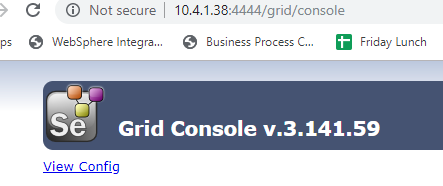 Not secure | 10.4.1.38:4444/grid/console
ps WebSphere Integra... Business Process C... Friday Lunch
Se Grid Console v.3.141.59
View Config